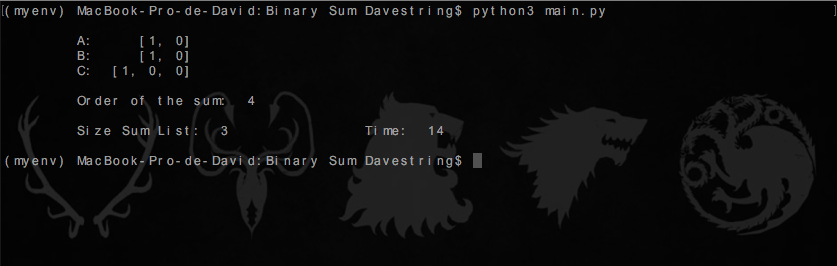 (myenv) MacBook-Pro-de-David:Binary Sum Davestring$ python3 main.py
A: [1, 0]
B: [1, 0]
C: [1, 0, 0]
Order of the sum: 4
Size Sum List: 3 Time: 14
(myenv) MacBook-Pro-de-David:Binary Sum Davestring$